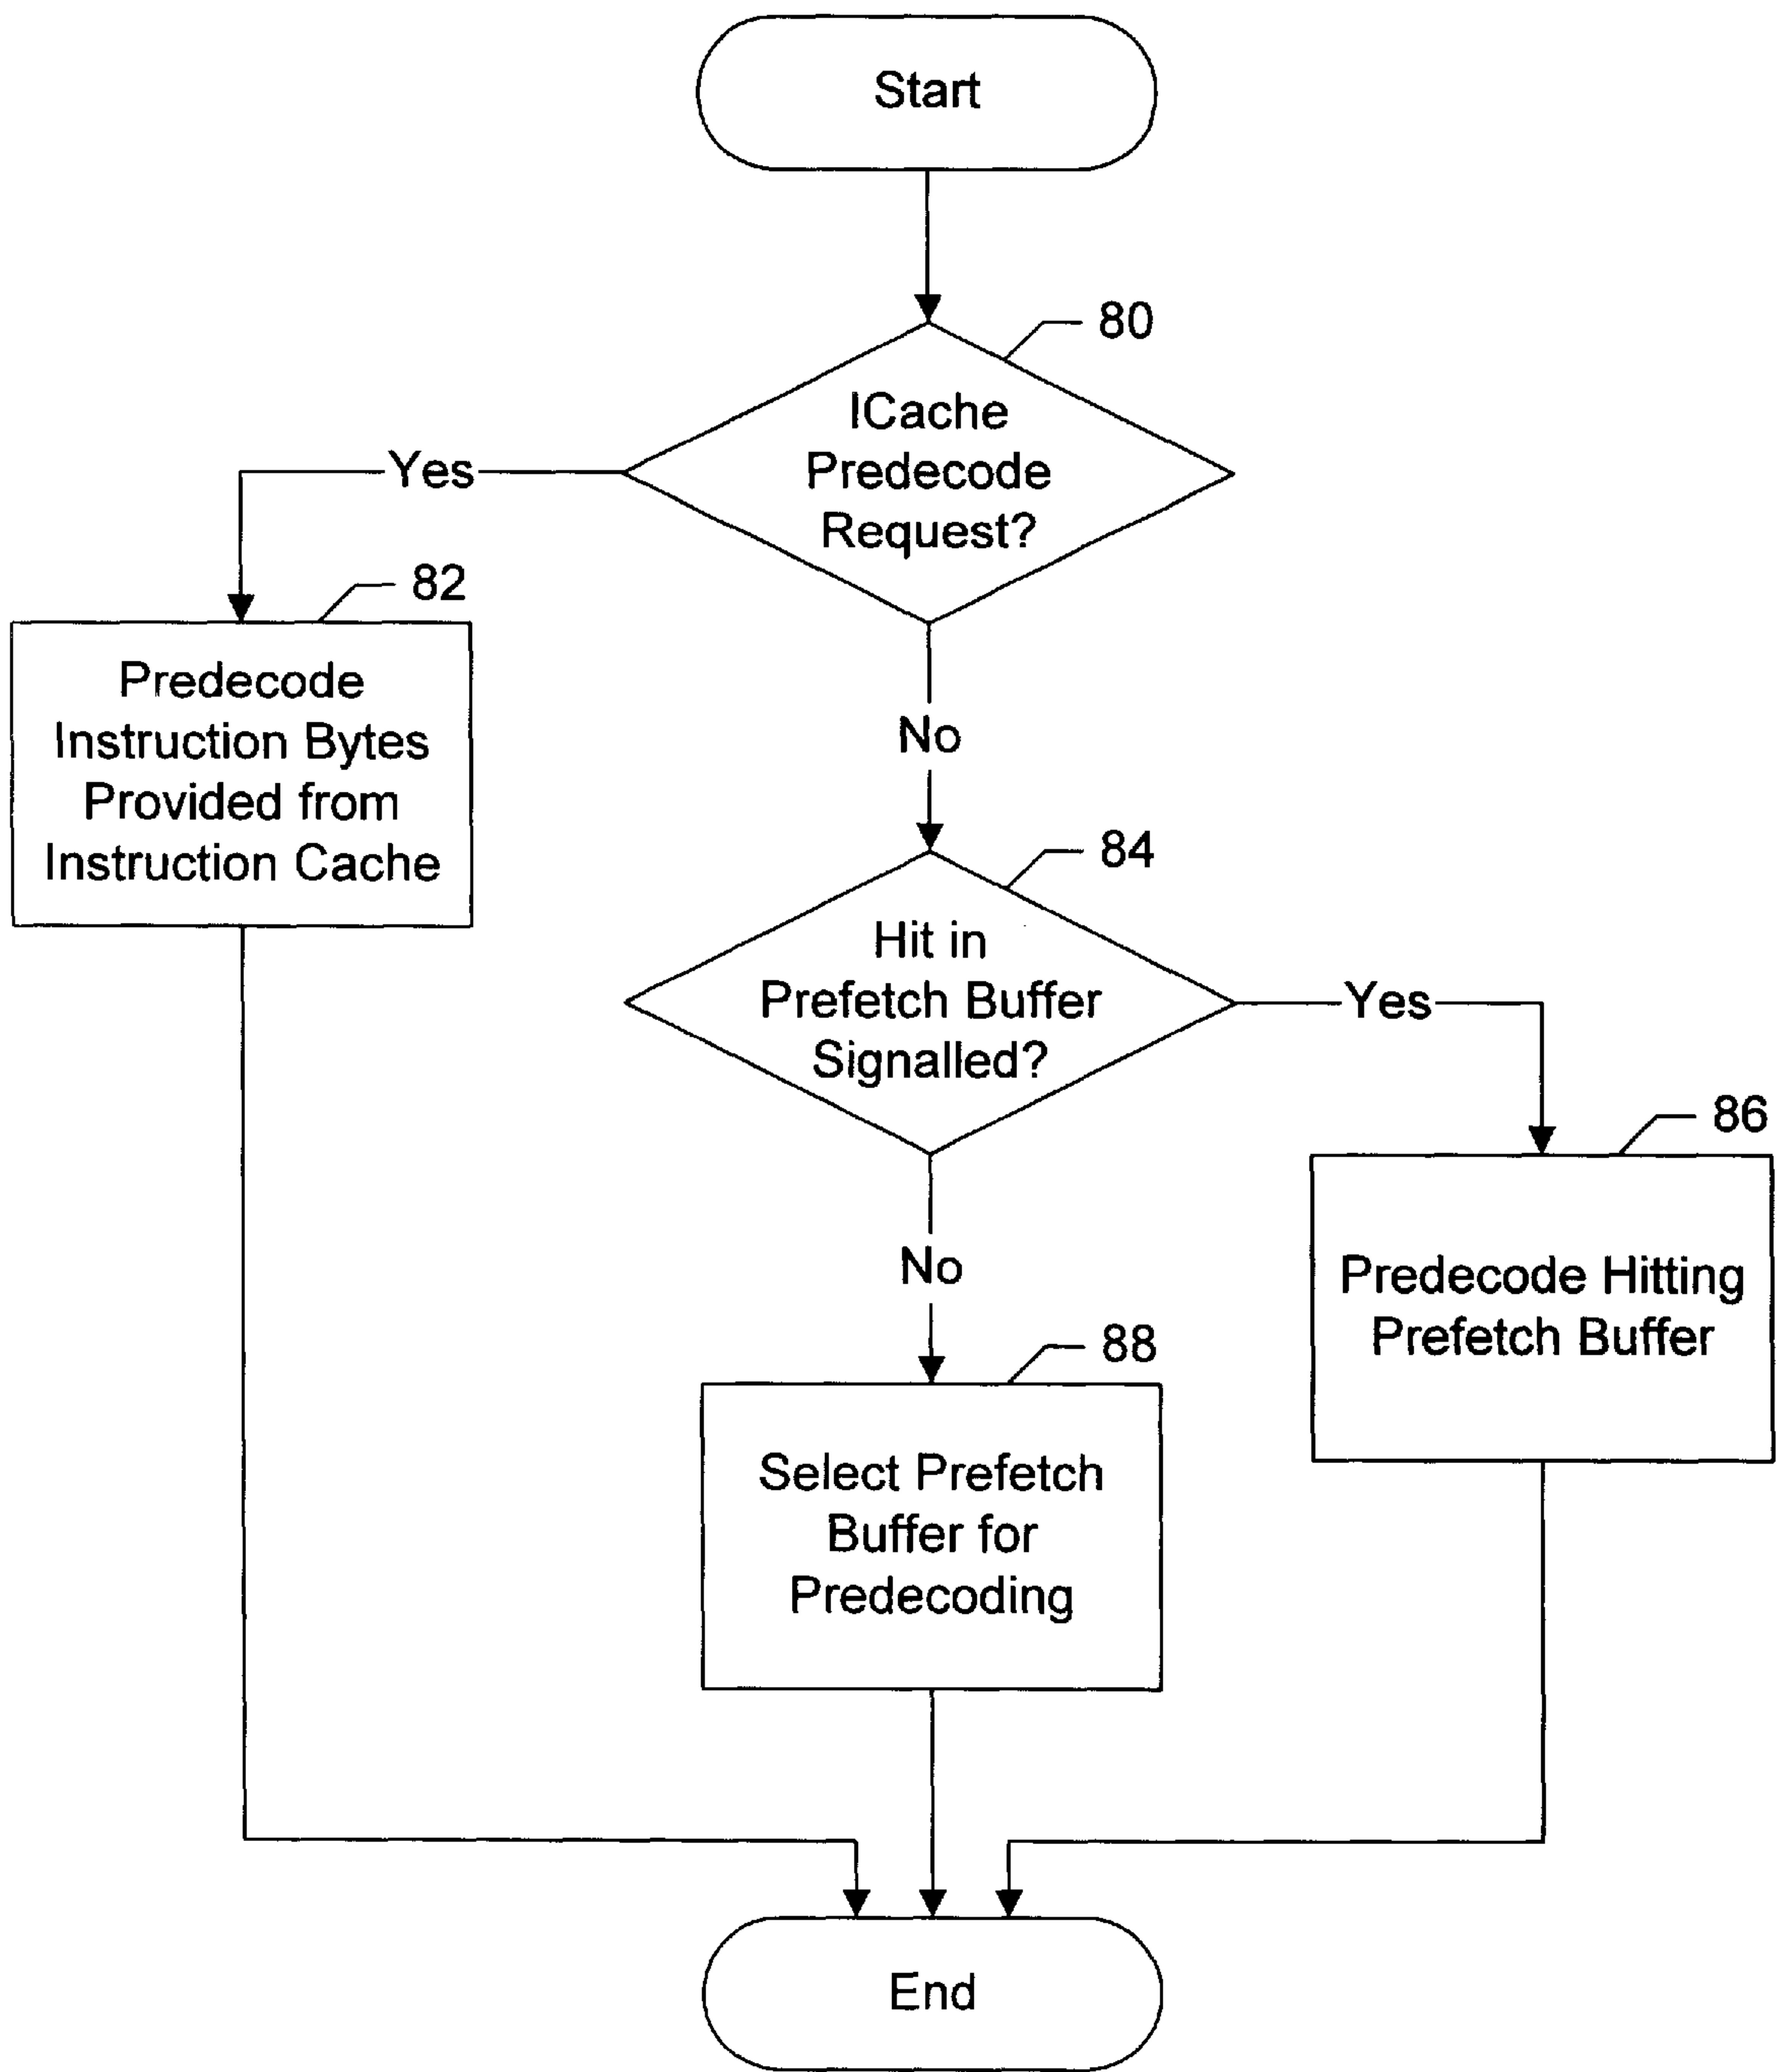 Start
80
ICache
Predecode
Request?
Yes
82
Predecode
Instruction Bytes
Provided from
Instruction Cache
No
84
Hit in
Prefetch Buffer
Signalled?
Yes
86
Predecode Hitting
Prefetch Buffer
No
88
Select Prefetch
Buffer for
Predecoding
End